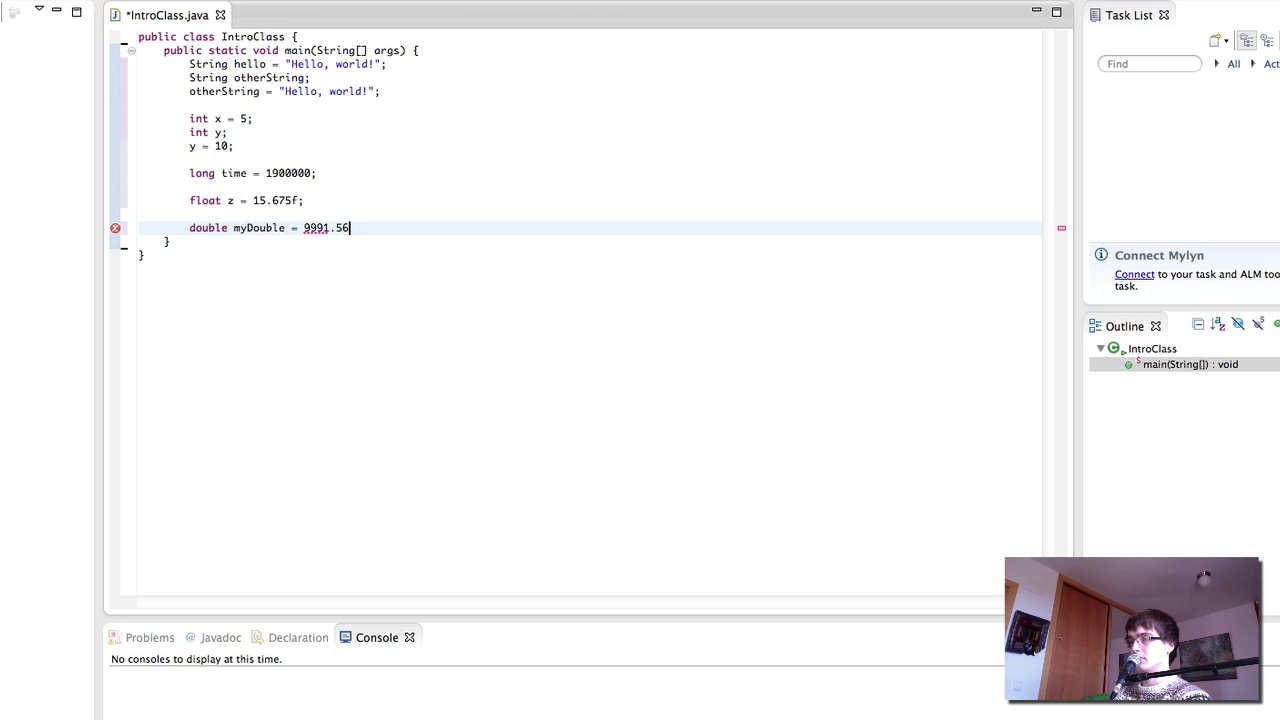 *IntroClass.java
public class IntroClass {
public static void main(String[] args) {
String hello = "Hello, world!";
String otherString;
otherString = "Hello, world!";
int x = 5;
int y;
y = 10;
long time = 1900000;
float z = 15.675f;
double myDouble = 9991.56
}
}
Task List
Find
All
Act
Connect Mylyn
Connect to your task and ALM too
task.
Outline
IntroClass
main(String[]) : void
Problems
Javadoc
Declaration
Console
No consoles to display at this time.